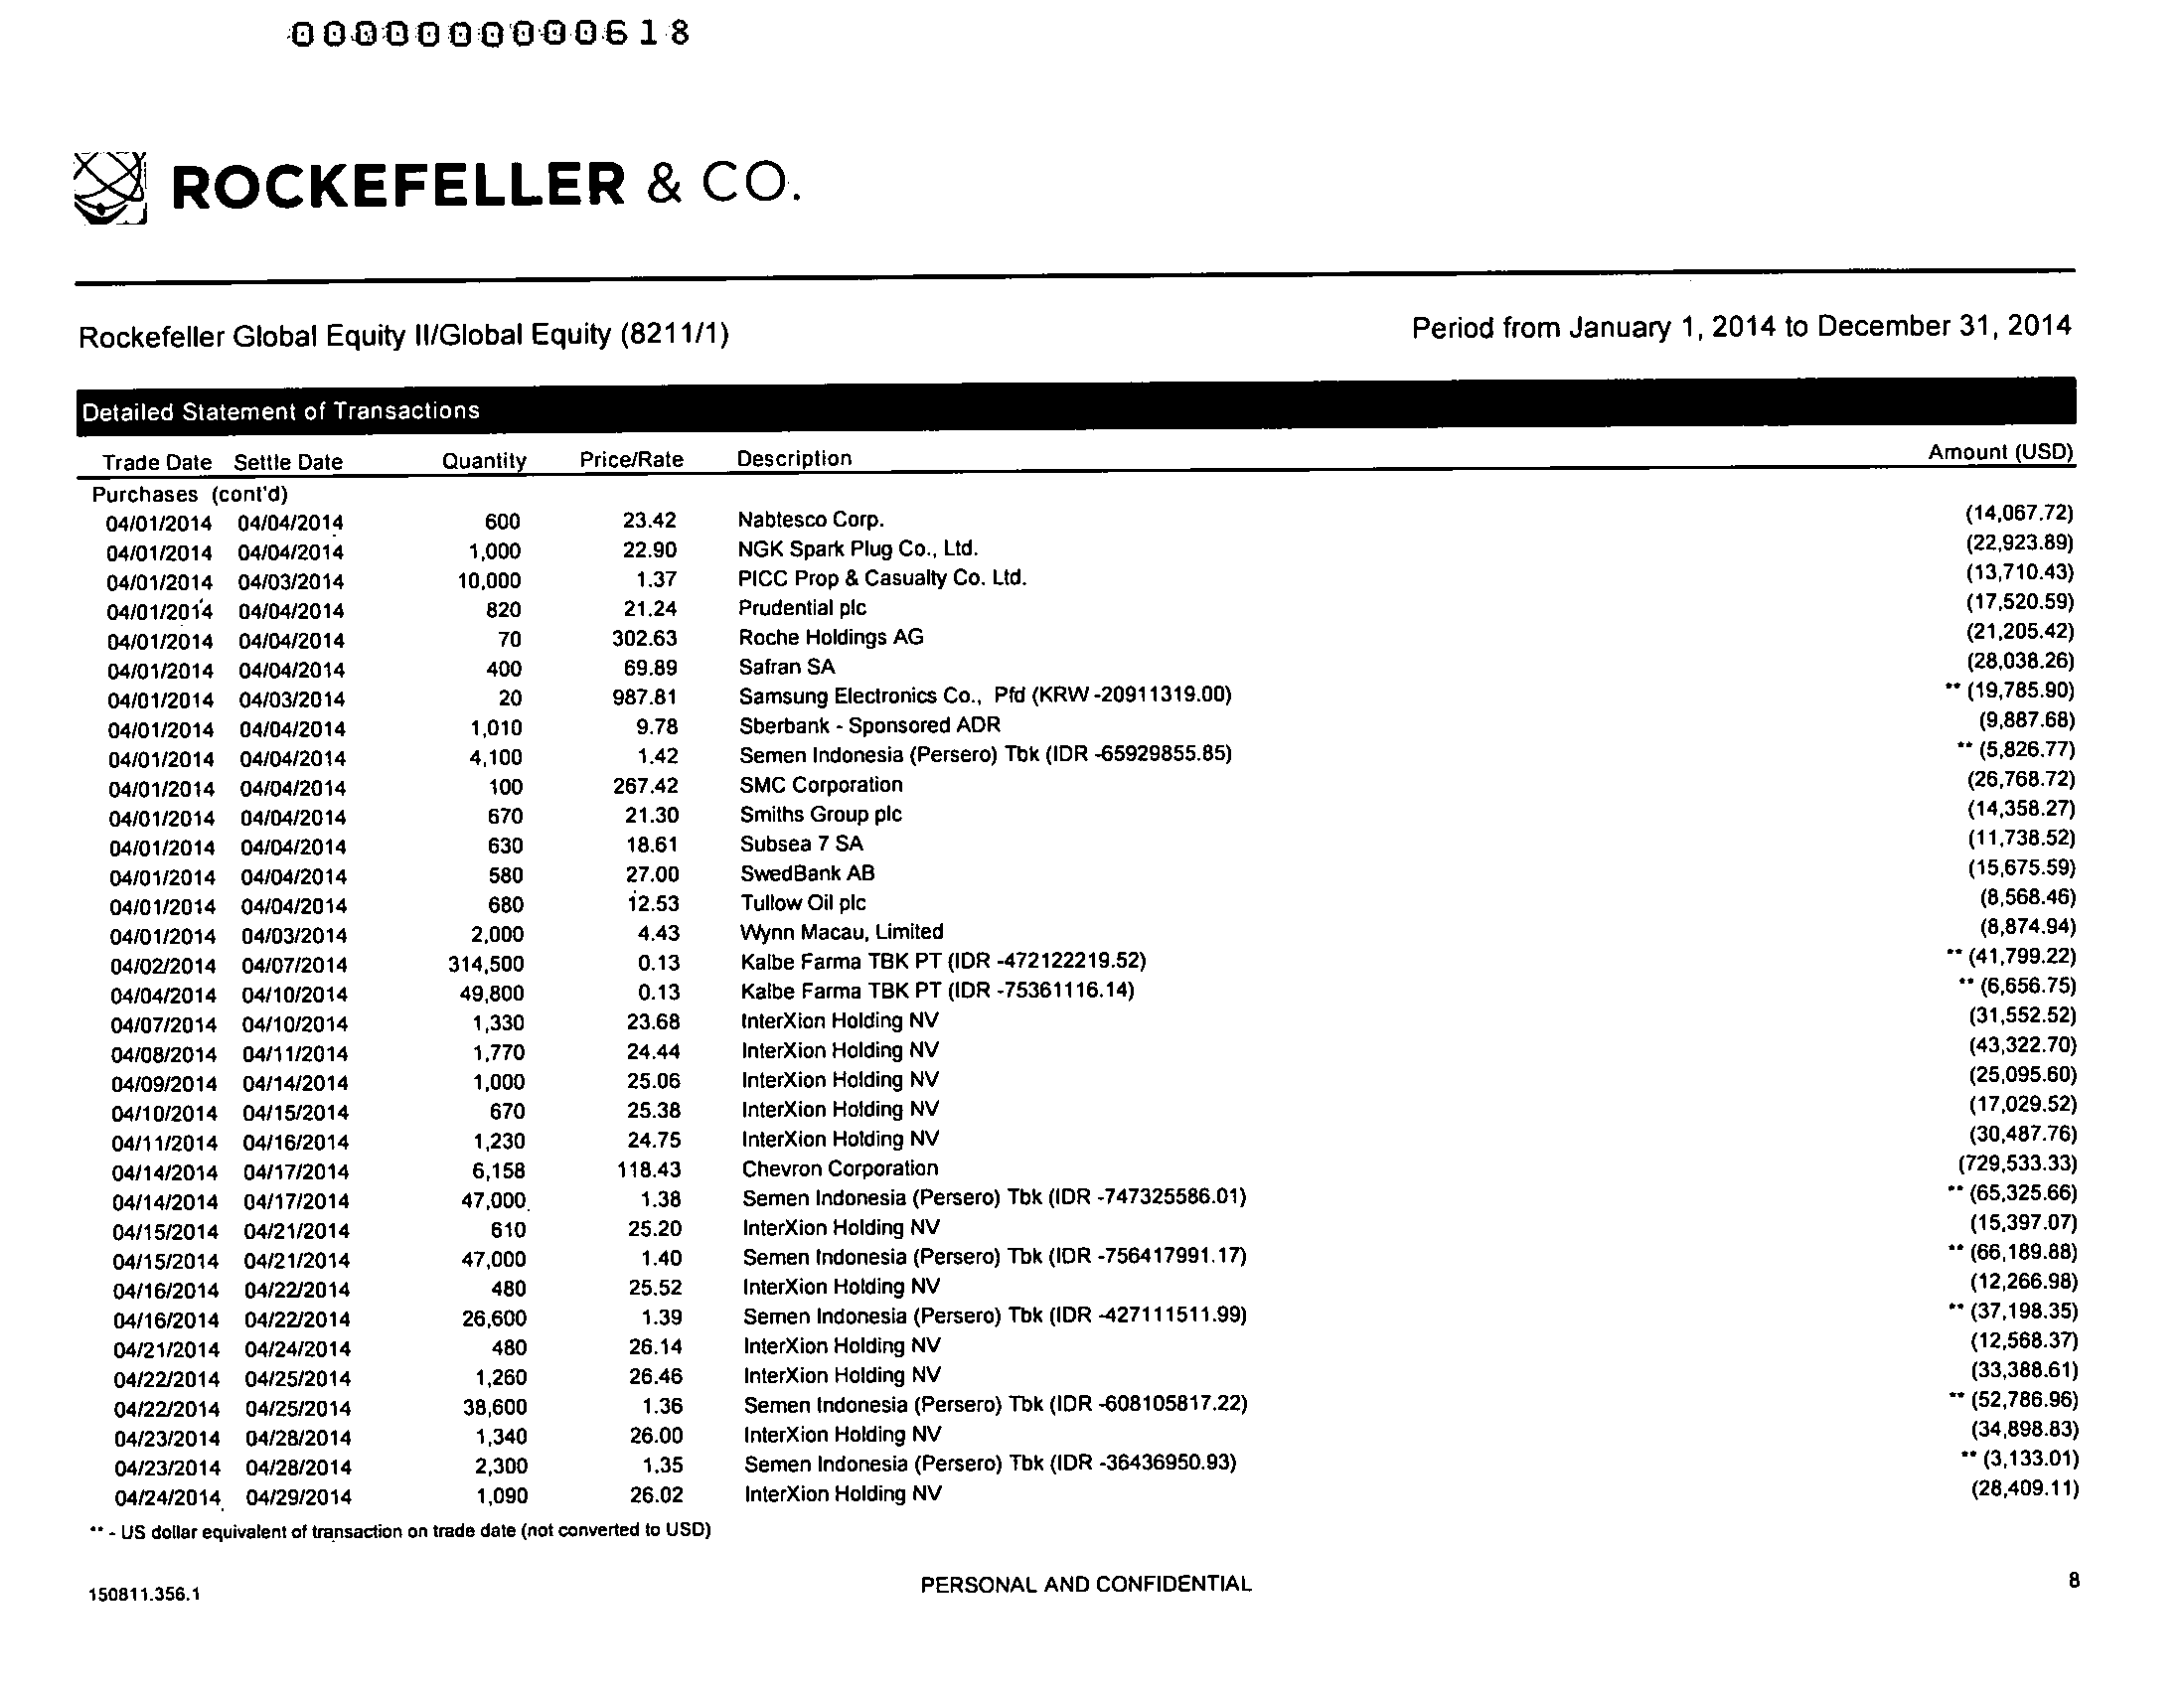 0000000000618
ROCKEFELLER & CO.
Rockefeller Global Equity II/Global Equity (8211/1) Period from January 1, 2014 to December 31, 2014
Detailed Statement of Transactions
Trade Date Settle Date Quantity Price/Rate Description Amount (USD)
Purchases (cont'd)
04/01/2014 04/04/2014 600 23.42 Nabtesco Corp. (14,067.72)
04/01/2014 04/04/2014 1,000 22.90 NGK Spark Plug Co., Ltd. (22,923.89)
04/01/2014 04/03/2014 10,000 1.37 PICC Prop & Casualty Co. Ltd. (13,710.43)
04/01/2014 04/04/2014 820 21.24 Prudential plc (17,520.59)
04/01/2014 04/04/2014 70 302.63 Roche Holdings AG (21,205.42)
04/01/2014 04/04/2014 400 69.89 Safran SA (28,038.26)
04/01/2014 04/03/2014 20 987.81 Samsung Electronics Co., Pfd (KRW -20911319.00) ** (19,785.90)
04/01/2014 04/04/2014 1,010 9.78 Sberbank - Sponsored ADR (9,887.68)
04/01/2014 04/04/2014 4,100 1.42 Semen Indonesia (Persero) Tbk (IDR -65929855.85) ** (5,826.77)
04/01/2014 04/04/2014 100 267.42 SMC Corporation (26,768.72)
04/01/2014 04/04/2014 670 21.30 Smiths Group plc (14,358.27)
04/01/2014 04/04/2014 630 18.61 Subsea 7 SA (11,738.52)
04/01/2014 04/04/2014 580 27.00 SwedBank AB (15,675.59)
04/01/2014 04/04/2014 680 12.53 Tullow Oil plc (8,568.46)
04/01/2014 04/03/2014 2,000 4.43 Wynn Macau, Limited (8,874.94)
04/02/2014 04/07/2014 314,500 0.13 Kalbe Farma TBK PT (IDR -472122219.52) ** (41,799.22)
04/04/2014 04/10/2014 49,800 0.13 Kalbe Farma TBK PT (IDR -75361116.14) ** (6,656.75)
04/07/2014 04/10/2014 1,330 23.68 InterXion Holding NV (31,552.52)
04/08/2014 04/11/2014 1,770 24.44 InterXion Holding NV (43,322.70)
04/09/2014 04/14/2014 1,000 25.06 InterXion Holding NV (25,095.60)
04/10/2014 04/15/2014 670 25.38 InterXion Holding NV (17,029.52)
04/11/2014 04/16/2014 1,230 24.75 InterXion Holding NV (30,487.76)
04/14/2014 04/17/2014 6,158 118.43 Chevron Corporation (729,533.33)
04/14/2014 04/17/2014 47,000 1.38 Semen Indonesia (Persero) Tbk (IDR -747325586.01) ** (65,325.66)
04/15/2014 04/21/2014 610 25.20 InterXion Holding NV (15,397.07)
04/15/2014 04/21/2014 47,000 1.40 Semen Indonesia (Persero) Tbk (IDR -756417991.17) ** (66,189.88)
04/16/2014 04/22/2014 480 25.52 InterXion Holding NV (12,266.98)
04/16/2014 04/22/2014 26,600 1.39 Semen Indonesia (Persero) Tbk (IDR -427111511.99) ** (37,198.35)
04/21/2014 04/24/2014 480 26.14 InterXion Holding NV (12,568.37)
04/22/2014 04/25/2014 1,260 26.46 InterXion Holding NV (33,388.61)
04/22/2014 04/25/2014 38,600 1.36 Semen Indonesia (Persero) Tbk (IDR -608105817.22) ** (52,786.96)
04/23/2014 04/28/2014 1,340 26.00 InterXion Holding NV (34,898.83)
04/23/2014 04/28/2014 2,300 1.35 Semen Indonesia (Persero) Tbk (IDR -36436950.93) ** (3,133.01)
04/24/2014 04/29/2014 1,090 26.02 InterXion Holding NV (28,409.11)
** - US dollar equivalent of transaction on trade date (not converted to USD)
150811.356.1 PERSONAL AND CONFIDENTIAL 8